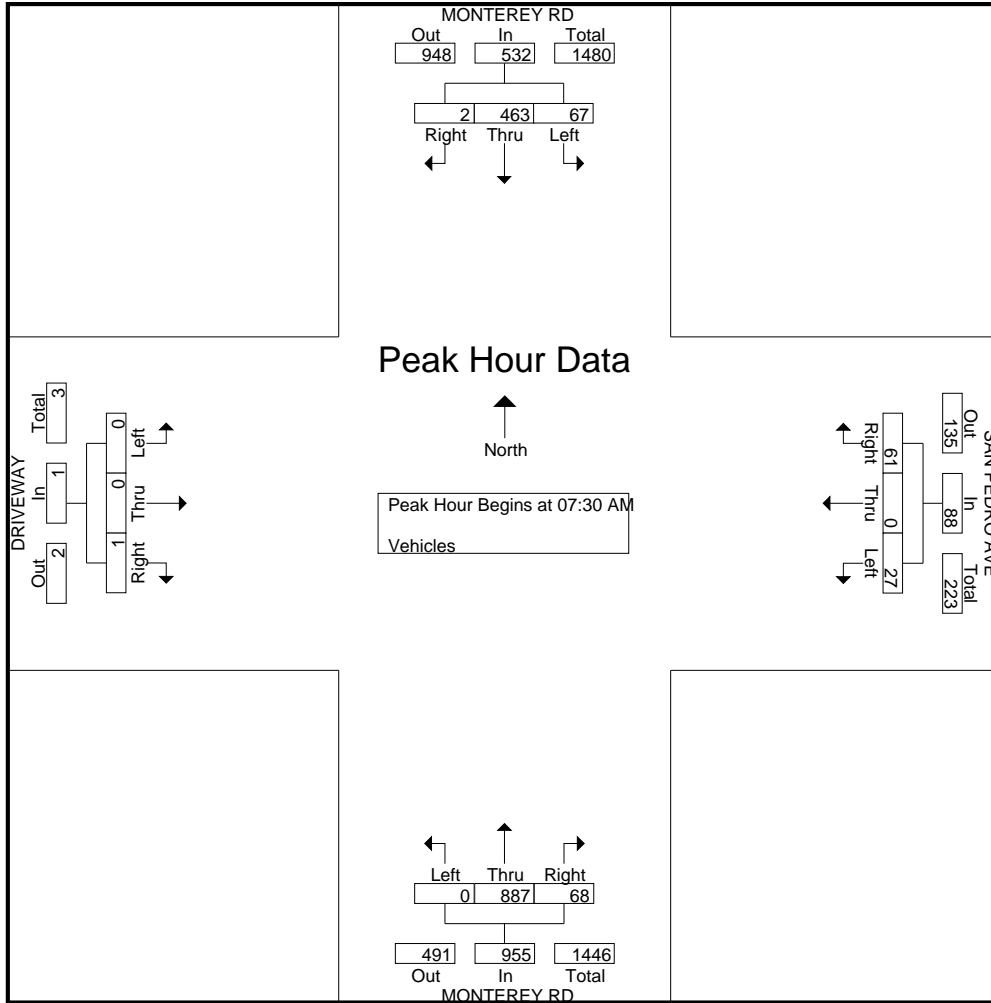 MONTEREY RD
Out In Total
948 532 1480
2 463 67
Right Thru Left
Peak Hour Data
North
Peak Hour Begins at 07:30 AM
Vehicles
DRIVEWAY
Out In Total
2 1 3
1 0 0
Right Thru Left
SAN PEDRO AVE
Out In Total
135 88 223
61 0 27
Right Thru Left
Left Thru Right
0 887 68
491 955 1446
Out In Total
MONTEREY RD